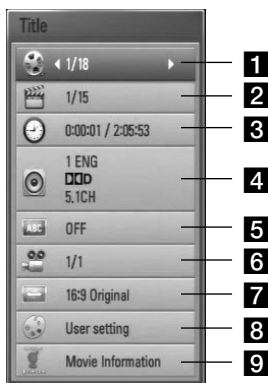 Title
1/18
1
1/15
2
0:00:01 / 2:05:53
3
1 ENG
D
5.1CH
4
ABC
OFF
5
1/1
6
16:9 Original
7
User setting
8
Movie Information
9